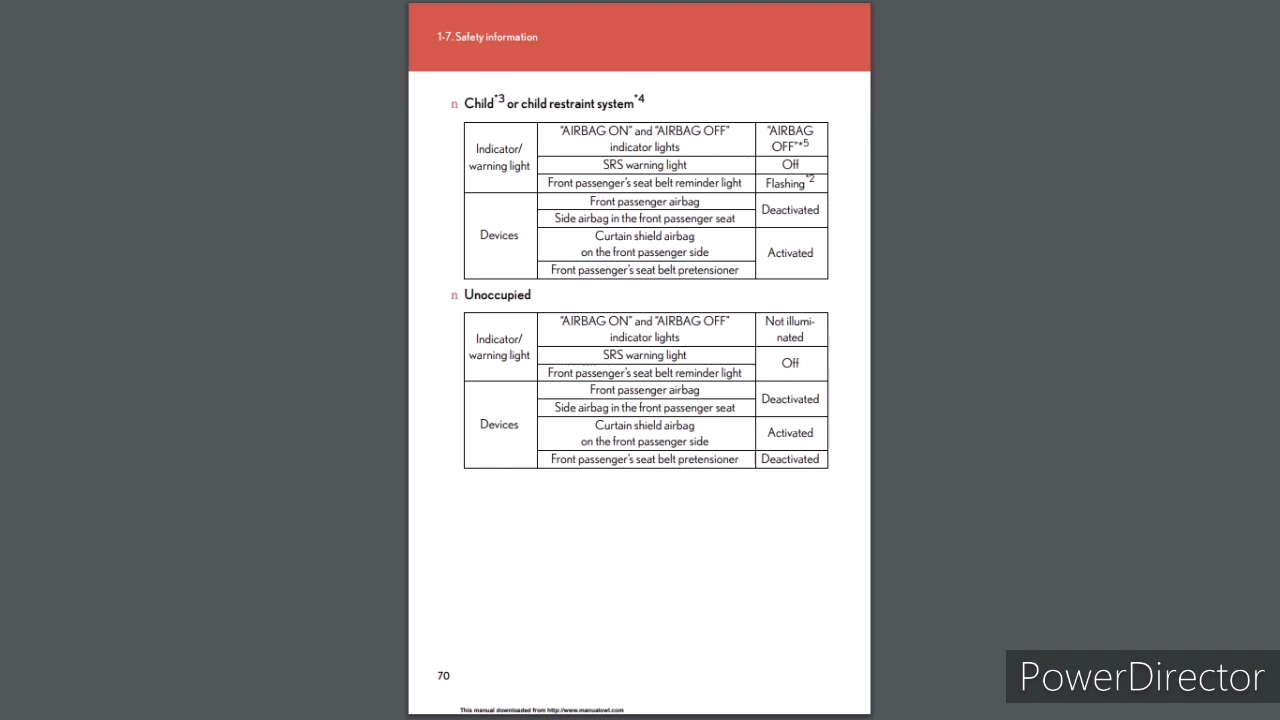 1-7. Safety information
n Child*3 or child restraint system*4
Indicator/
warning light
"AIRBAG ON" and "AIRBAG OFF"
indicator lights
"AIRBAG
OFF"*5
SRS warning light
Off
Front passenger's seat belt reminder light
Flashing*2
Devices
Front passenger airbag
Side airbag in the front passenger seat
Deactivated
Curtain shield airbag
on the front passenger side
Front passenger's seat belt pretensioner
Activated
n Unoccupied
Indicator/
warning light
"AIRBAG ON" and "AIRBAG OFF"
indicator lights
Not illumi-
nated
SRS warning light
Front passenger's seat belt reminder light
Off
Devices
Front passenger airbag
Side airbag in the front passenger seat
Deactivated
Curtain shield airbag
on the front passenger side
Activated
Front passenger's seat belt pretensioner
Deactivated
70
This manual downloaded from http://www.manualowl.com
PowerDirector